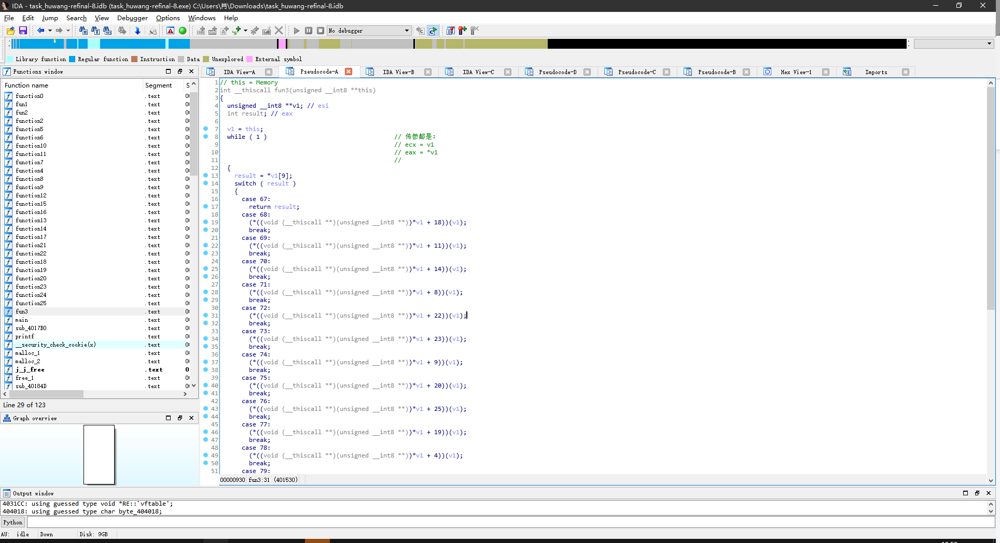 IDA - task_huwang-refinal-8.idb (task_huwang-refinal-8.exe) C:\Users\肖\Downloads\task_huwang-refinal-8.idb
File Edit Jump Search View Debugger Options Windows Help
No debugger
Library function Regular function Instruction Data Unexplored External symbol
Functions window
IDA View-A Pseudocode-A IDA View-B IDA View-C Pseudocode-D Pseudocode-C Pseudocode-B Hex View-1 Imports
Function name Segment S
function0 .text 0
fun1 .text 0
fun2 .text 0
function2 .text 0
function5 .text 0
function6 .text 0
function10 .text 0
function11 .text 0
function7 .text 0
function4 .text 0
function8 .text 0
function9 .text 0
function12 .text 0
function15 .text 0
function16 .text 0
function13 .text 0
function14 .text 0
function17 .text 0
function21 .text 0
function22 .text 0
function18 .text 0
function19 .text 0
function20 .text 0
function23 .text 0
function24 .text 0
function25 .text 0
fun3 .text 0
main .text 0
sub_4017B0 .text 0
printf .text 0
__security_check_cookie(x) .text 0
malloc_1 .text 0
malloc_2 .text 0
j_j_free .text 0
free_1 .text 0
sub_40184D .text 0
Line 29 of 123
Graph overview
1 // this = Memory
2 int __thiscall fun3(unsigned __int8 **this)
3 {
4 unsigned __int8 **v1; // esi
5 int result; // eax
6
7 v1 = this;
8 while ( 1 ) // 传参都是：
9 // ecx = v1
10 // eax = *v1
11 //
12 {
13 result = *v1[9];
14 switch ( result )
15 {
16 case 67:
17 return result;
18 case 68:
19 (*((void (__thiscall **)(unsigned __int8 **))*v1 + 18))(v1);
20 break;
21 case 69:
22 (*((void (__thiscall **)(unsigned __int8 **))*v1 + 11))(v1);
23 break;
24 case 70:
25 (*((void (__thiscall **)(unsigned __int8 **))*v1 + 14))(v1);
26 break;
27 case 71:
28 (*((void (__thiscall **)(unsigned __int8 **))*v1 + 8))(v1);
29 break;
30 case 72:
31 (*((void (__thiscall **)(unsigned __int8 **))*v1 + 22))(v1);
32 break;
33 case 73:
34 (*((void (__thiscall **)(unsigned __int8 **))*v1 + 23))(v1);
35 break;
36 case 74:
37 (*((void (__thiscall **)(unsigned __int8 **))*v1 + 9))(v1);
38 break;
39 case 75:
40 (*((void (__thiscall **)(unsigned __int8 **))*v1 + 20))(v1);
41 break;
42 case 76:
43 (*((void (__thiscall **)(unsigned __int8 **))*v1 + 25))(v1);
44 break;
45 case 77:
46 (*((void (__thiscall **)(unsigned __int8 **))*v1 + 19))(v1);
47 break;
48 case 78:
49 (*((void (__thiscall **)(unsigned __int8 **))*v1 + 4))(v1);
50 break;
51 case 79:
00000930 fun3:31 (401530)
Output window
4031CC: using guessed type void *RE::`vftable';
404018: using guessed type char byte_404018;
Python
AU: idle Down Disk: 9GB